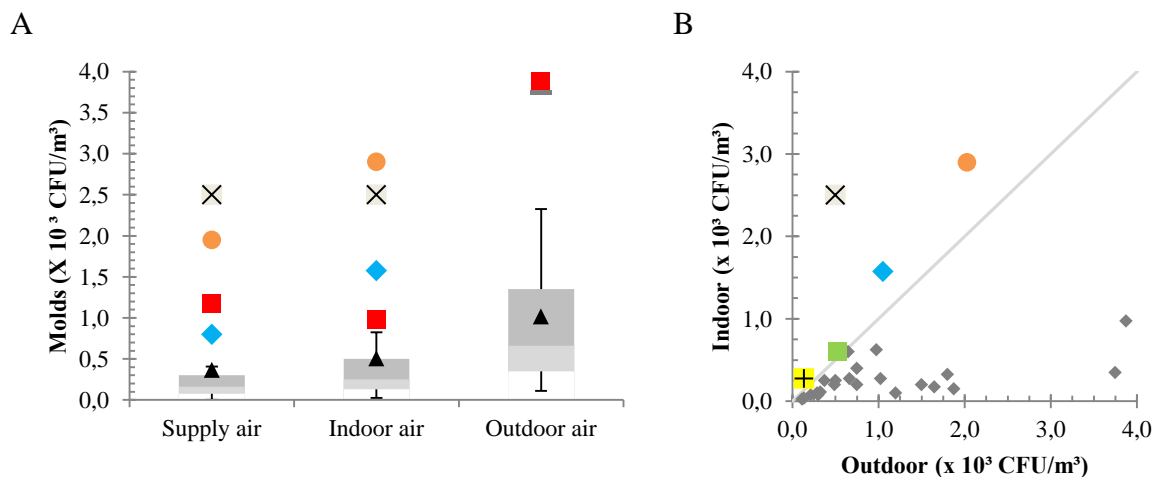 A
Molds (X 10 ³ CFU/m³)
4,0
3,5
3,0
2,5
2,0
1,5
1,0
0,5
0,0
Supply air Indoor air Outdoor air
B
Indoor (x 10³ CFU/m³)
4,0
3,0
2,0
1,0
0,0
0,0 1,0 2,0 3,0 4,0
Outdoor (x 10³ CFU/m³)